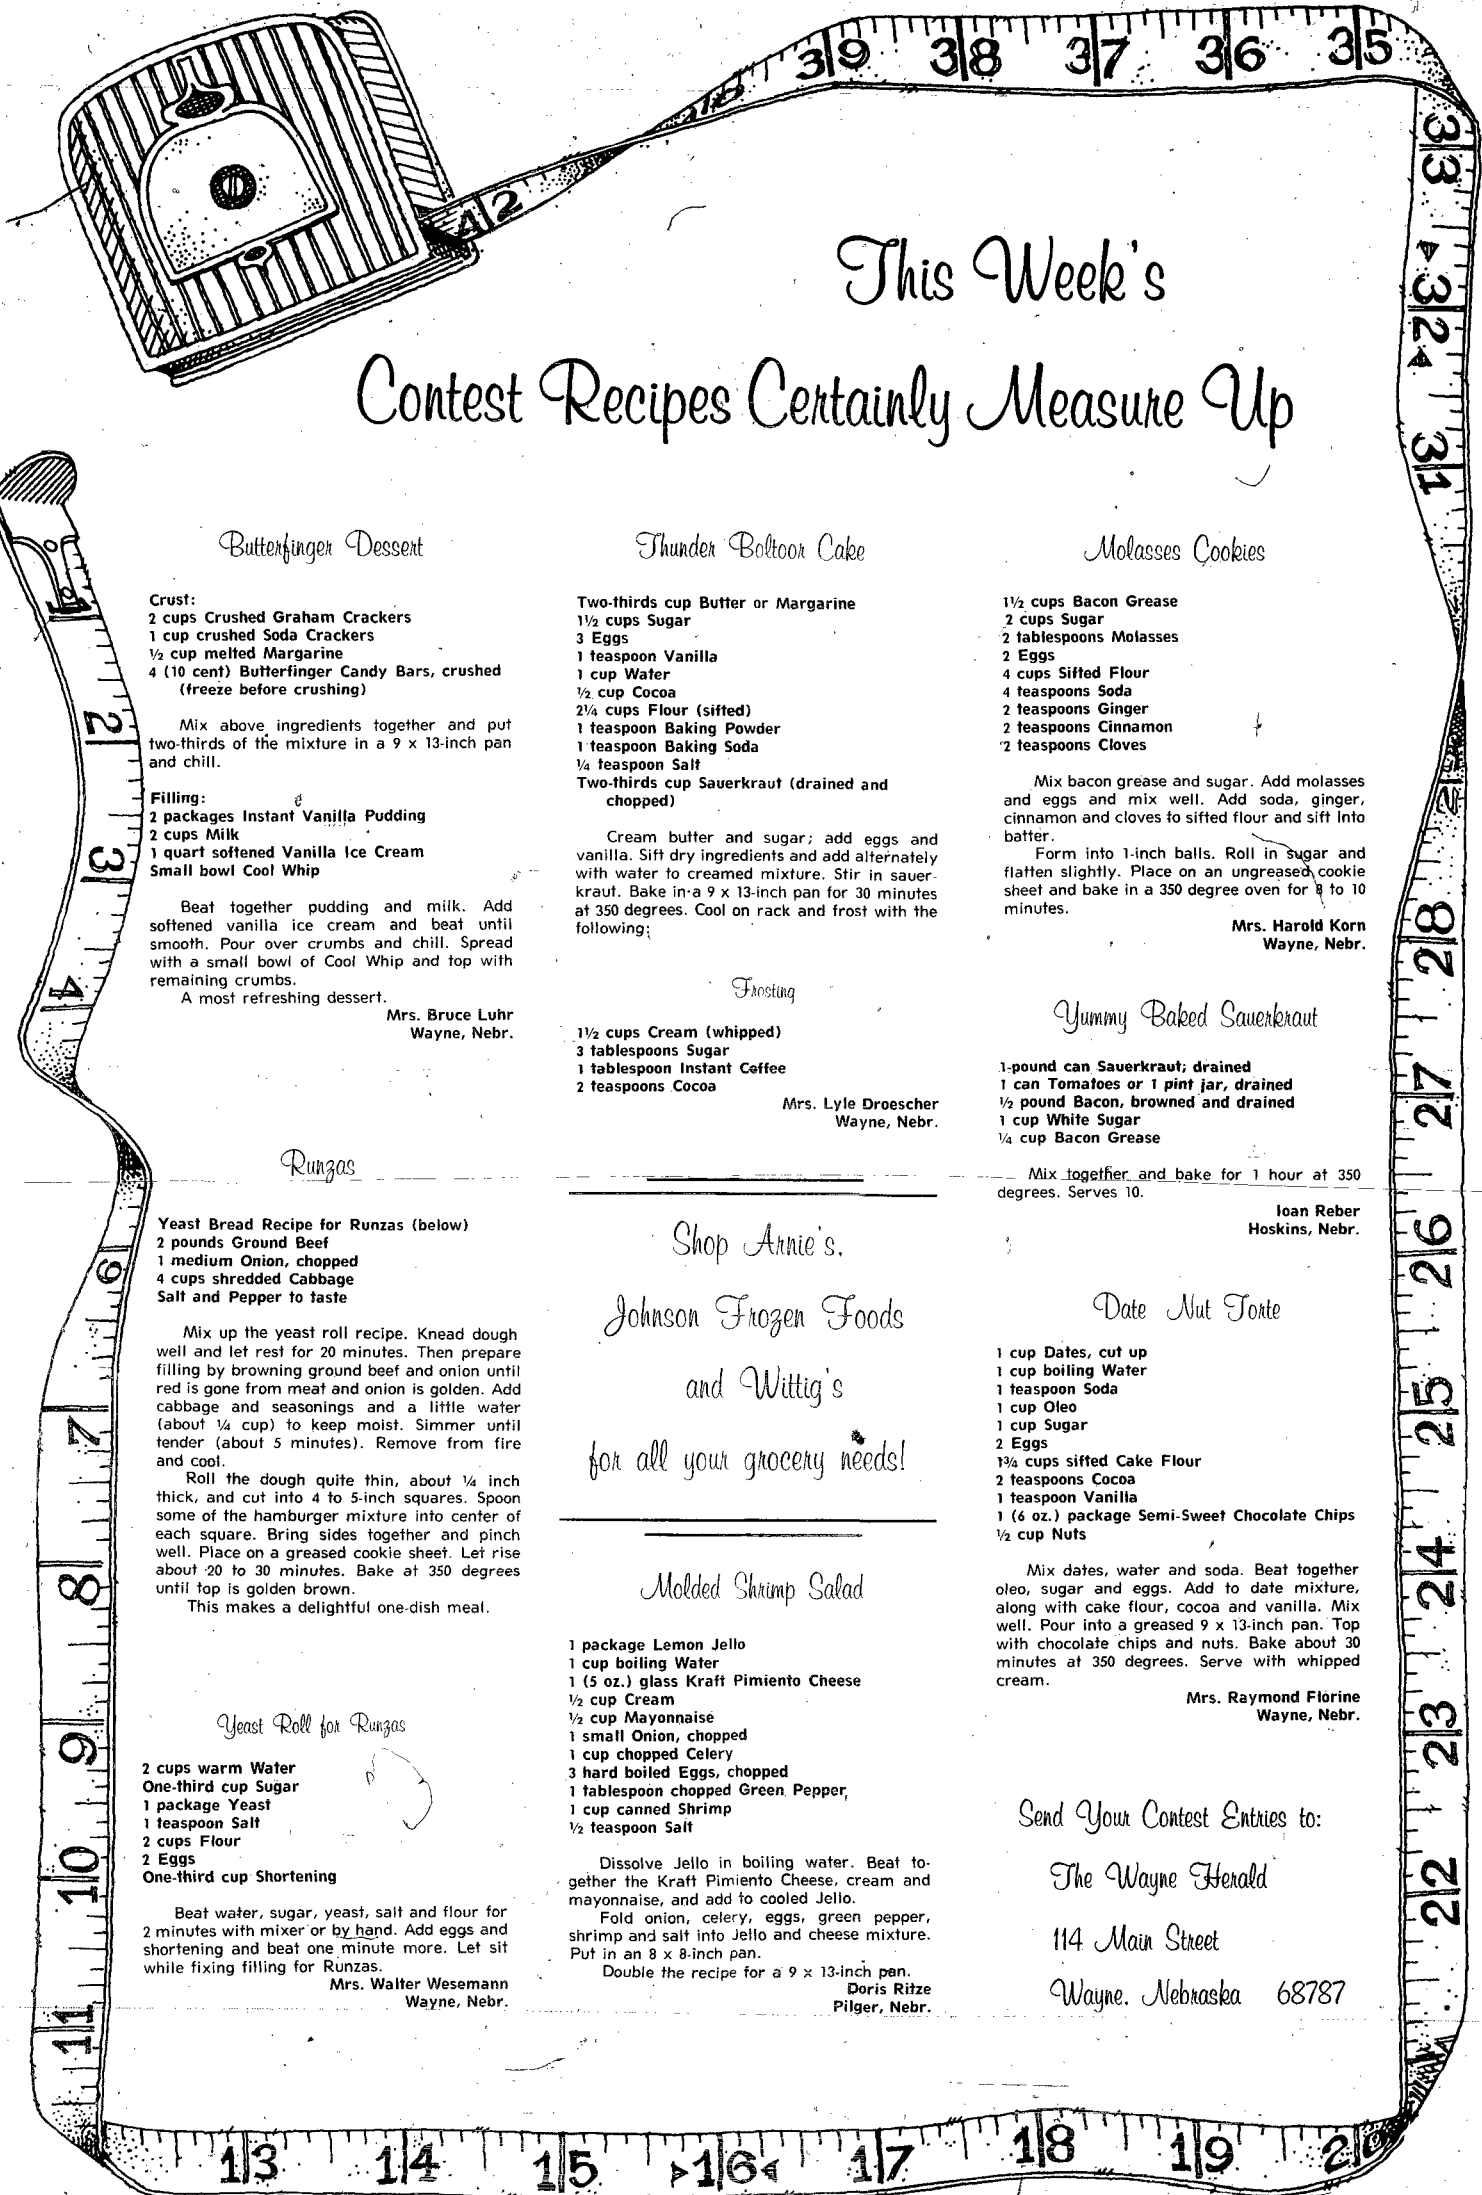 This Week's
Contest Recipes Certainly Measure Up
Butterfinger Dessert
Crust:
2 cups Crushed Graham Crackers
1 cup crushed Soda Crackers
½ cup melted Margarine
4 (10 cent) Butterfinger Candy Bars, crushed
(freeze before crushing)
Mix above ingredients together and put
two-thirds of the mixture in a 9 x 13-inch pan
and chill.
Filling:
2 packages Instant Vanilla Pudding
2 cups Milk
1 quart softened Vanilla Ice Cream
Small bowl Cool Whip
Beat together pudding and milk. Add
softened vanilla ice cream and beat until
smooth. Pour over crumbs and chill. Spread
with a small bowl of Cool Whip and top with
remaining crumbs.
A most refreshing dessert.
Mrs. Bruce Luhr
Wayne, Nebr.
Runzas
Yeast Bread Recipe for Runzas (below)
2 pounds Ground Beef
1 medium Onion, chopped
4 cups shredded Cabbage
Salt and Pepper to taste
Mix up the yeast roll recipe. Knead dough
well and let rest for 20 minutes. Then prepare
filling by browning ground beef and onion until
red is gone from meat and onion is golden. Add
cabbage and seasonings and a little water
(about ¼ cup) to keep moist. Simmer until
tender (about 5 minutes). Remove from fire
and cool.
Roll the dough quite thin, about ¼ inch
thick, and cut into 4 to 5-inch squares. Spoon
some of the hamburger mixture into center of
each square. Bring sides together and pinch
well. Place on a greased cookie sheet. Let rise
about 20 to 30 minutes. Bake at 350 degrees
until top is golden brown.
This makes a delightful one-dish meal.
Yeast Roll for Runzas
2 cups warm Water
One-third cup Sugar
1 package Yeast
1 teaspoon Salt
2 cups Flour
2 Eggs
One-third cup Shortening
Beat water, sugar, yeast, salt and flour for
2 minutes with mixer or by hand. Add eggs and
shortening and beat one minute more. Let sit
while fixing filling for Runzas.
Mrs. Walter Wesemann
Wayne, Nebr.
Thunder Boltoor Cake
Two-thirds cup Butter or Margarine
1½ cups Sugar
3 Eggs
1 teaspoon Vanilla
1 cup Water
½ cup Cocoa
2¼ cups Flour (sifted)
1 teaspoon Baking Powder
1 teaspoon Baking Soda
¼ teaspoon Salt
Two-thirds cup Sauerkraut (drained and
chopped)
Cream butter and sugar; add eggs and
vanilla. Sift dry ingredients and add alternately
with water to creamed mixture. Stir in sauer-
kraut. Bake in a 9 x 13-inch pan for 30 minutes
at 350 degrees. Cool on rack and frost with the
following:
Frosting
1½ cups Cream (whipped)
3 tablespoons Sugar
1 tablespoon Instant Coffee
2 teaspoons Cocoa
Mrs. Lyle Droescher
Wayne, Nebr.
Shop Arnie's,
Johnson Frozen Foods
and Wittig's
for all your grocery needs!
Molded Shrimp Salad
1 package Lemon Jello
1 cup boiling Water
1 (5 oz.) glass Kraft Pimiento Cheese
½ cup Cream
½ cup Mayonnaise
1 small Onion, chopped
1 cup chopped Celery
3 hard boiled Eggs, chopped
1 tablespoon chopped Green Pepper
1 cup canned Shrimp
½ teaspoon Salt
Dissolve Jello in boiling water. Beat to-
gether the Kraft Pimiento Cheese, cream and
mayonnaise, and add to cooled Jello.
Fold onion, celery, eggs, green pepper,
shrimp and salt into Jello and cheese mixture.
Put in an 8 x 8-inch pan.
Double the recipe for a 9 x 13-inch pan.
Doris Ritze
Pilger, Nebr.
Molasses Cookies
1½ cups Bacon Grease
2 cups Sugar
2 tablespoons Molasses
2 Eggs
4 cups Sifted Flour
4 teaspoons Soda
2 teaspoons Ginger
2 teaspoons Cinnamon
2 teaspoons Cloves
Mix bacon grease and sugar. Add molasses
and eggs and mix well. Add soda, ginger,
cinnamon and cloves to sifted flour and sift into
batter.
Form into 1-inch balls. Roll in sugar and
flatten slightly. Place on an ungreased cookie
sheet and bake in a 350 degree oven for 8 to 10
minutes.
Mrs. Harold Korn
Wayne, Nebr.
Yummy Baked Sauerkraut
1-pound can Sauerkraut; drained
1 can Tomatoes or 1 pint jar, drained
½ pound Bacon, browned and drained
1 cup White Sugar
¼ cup Bacon Grease
Mix together and bake for 1 hour at 350
degrees. Serves 10.
Ioan Reber
Hoskins, Nebr.
Date Nut Torte
1 cup Dates, cut up
1 cup boiling Water
1 teaspoon Soda
1 cup Oleo
1 cup Sugar
2 Eggs
1¾ cups sifted Cake Flour
2 teaspoons Cocoa
1 teaspoon Vanilla
1 (6 oz.) package Semi-Sweet Chocolate Chips
½ cup Nuts
Mix dates, water and soda. Beat together
oleo, sugar and eggs. Add to date mixture,
along with cake flour, cocoa and vanilla. Mix
well. Pour into a greased 9 x 13-inch pan. Top
with chocolate chips and nuts. Bake about 30
minutes at 350 degrees. Serve with whipped
cream.
Mrs. Raymond Florine
Wayne, Nebr.
Send Your Contest Entries to:
The Wayne Herald
114 Main Street
Wayne, Nebraska 68787
1
2
3
4
6
7
8
9
10
11
13
14
15
16
17
18
19
20
22
23
24
25
26
27
28
31
32
33
35
36
37
38
39
42